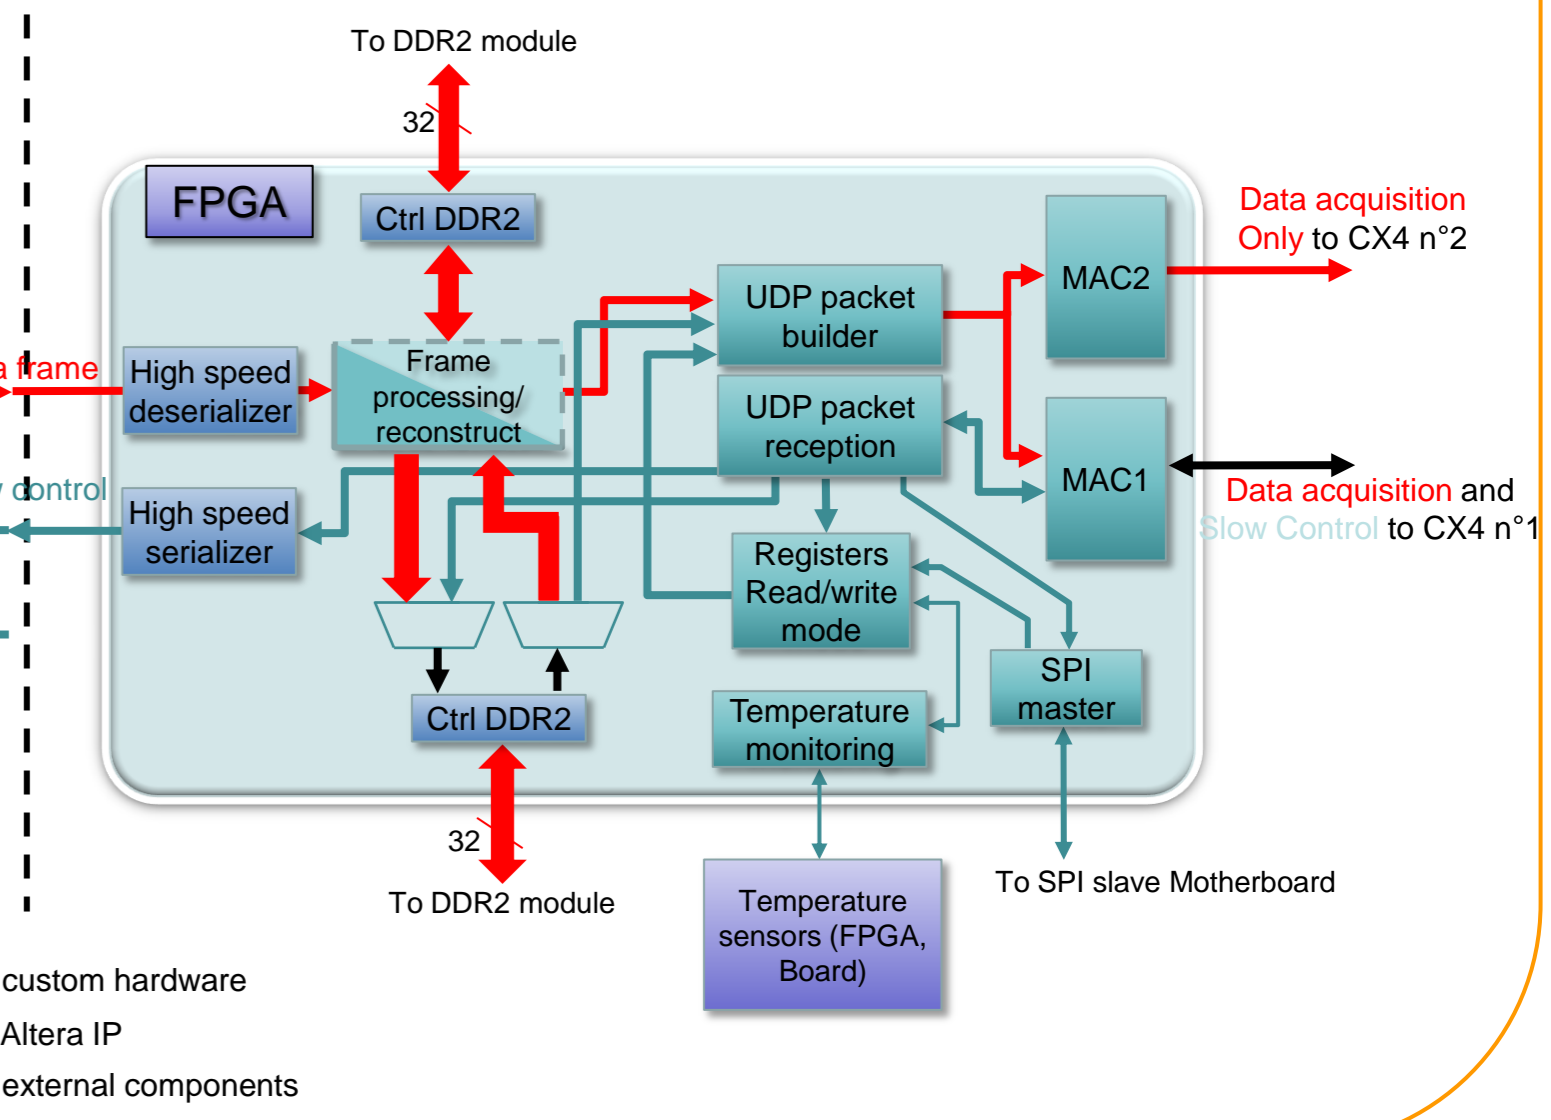 To DDR2 module
32
FPGA
Ctrl DDR2
Data acquisition
Only to CX4 n°2
MAC2
UDP packet
builder
frame
High speed
deserializer
Frame
processing/
reconstruct
UDP packet
reception
MAC1
control
High speed
serializer
Data acquisition and
Slow Control to CX4 n°1
Registers
Read/write
mode
SPI
master
Ctrl DDR2
Temperature
monitoring
32
To DDR2 module
Temperature
sensors (FPGA,
Board)
To SPI slave Motherboard
custom hardware
Altera IP
external components